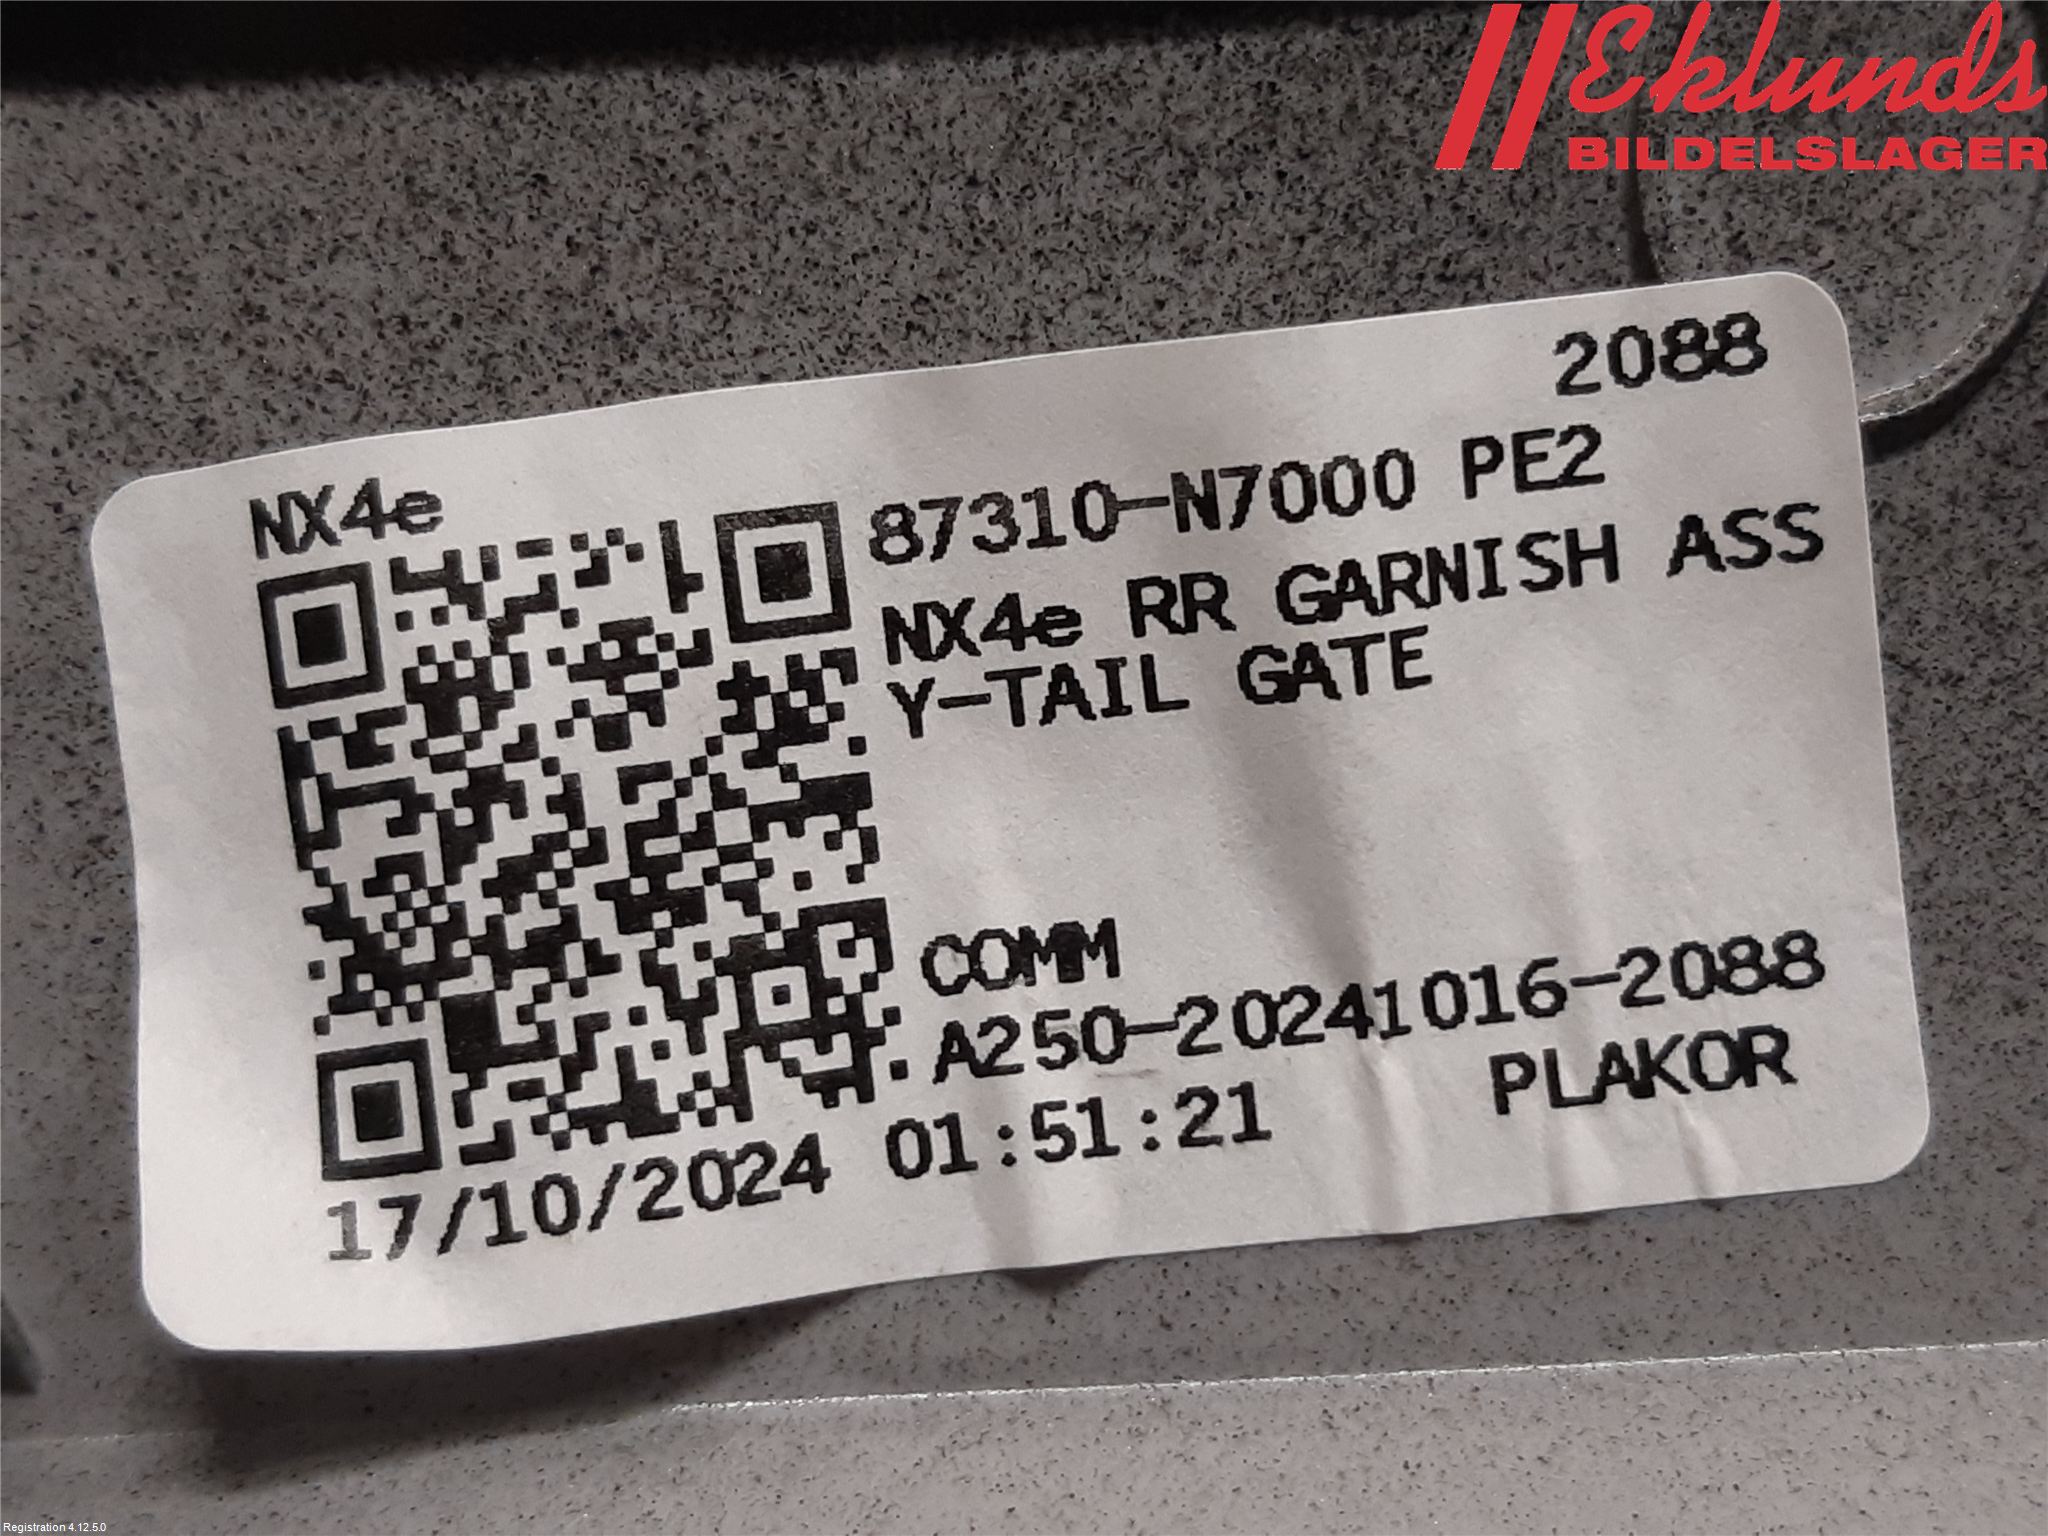 Eklunds
BILDELSLAGER
2088
NX4e
87310-N7000 PE2
NX4e RR GARNISH ASS
Y-TAIL GATE
COMM
A250-20241016-2088
PLAKOR
17/10/2024 01:51:21
Registration 4.12.5.0